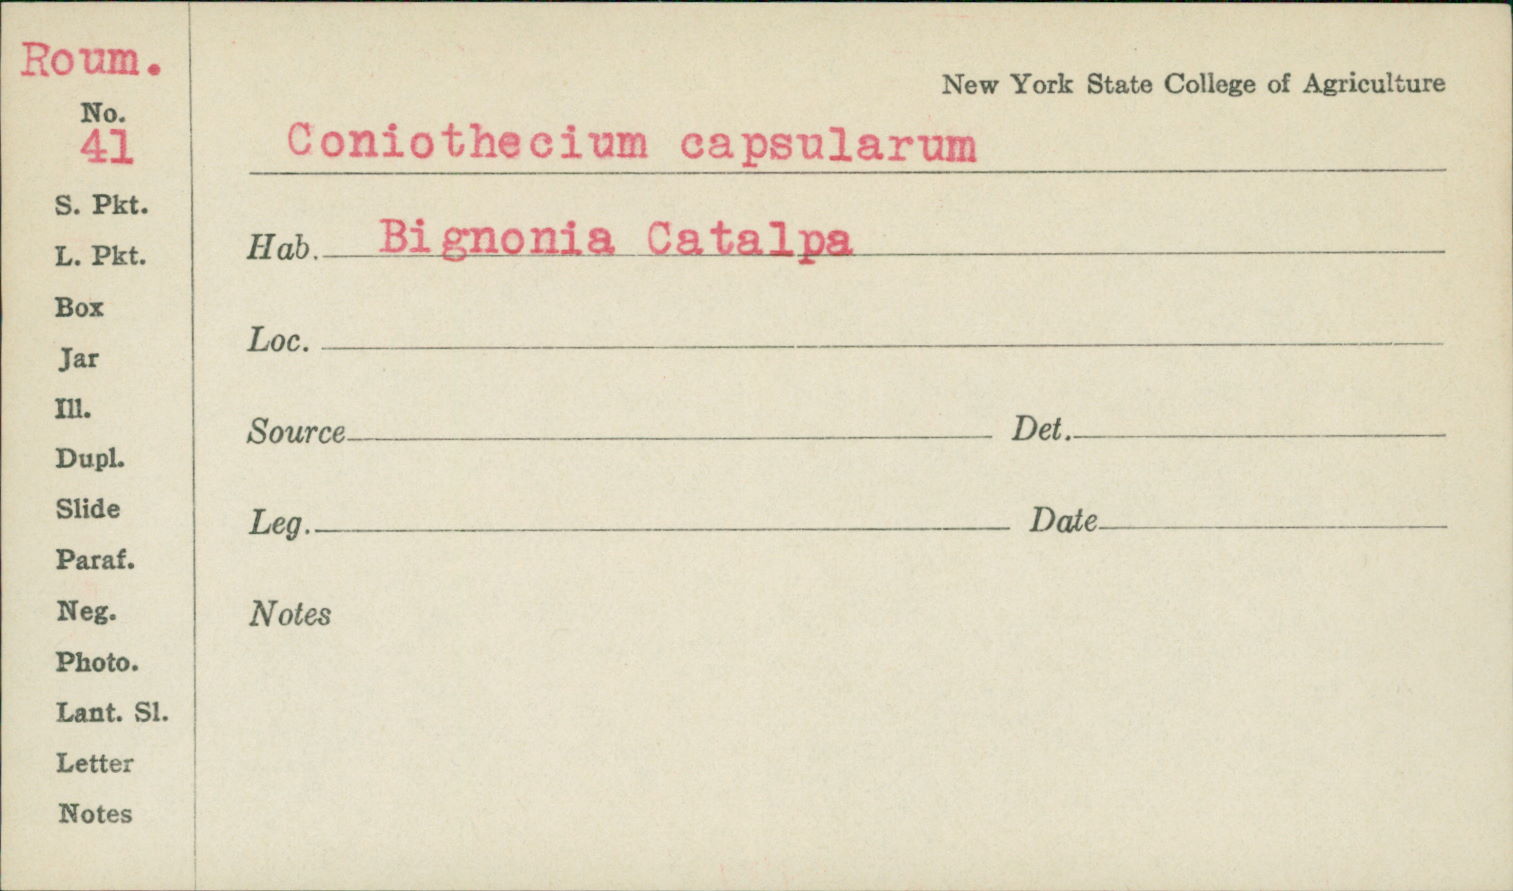 Roum.
No.
41
S. Pkt.
L. Pkt.
Box
Jar
Ill.
Dupl.
Slide
Paraf.
Neg.
Photo.
Lant. Sl.
Letter
Notes
New York State College of Agriculture
Coniothecium capsularum
Hab. Bignonia Catalpa
Loc.
Source Det.
Leg. Date
Notes